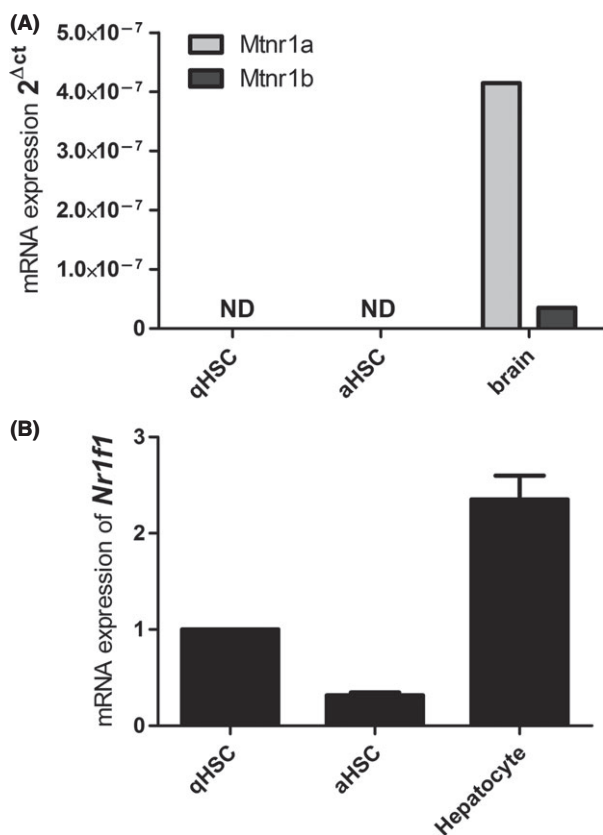 (A)
mRNA expression 2^Δct
5.0×10⁻⁷
4.0×10⁻⁷
3.0×10⁻⁷
2.0×10⁻⁷
1.0×10⁻⁷
0
Mtnr1a
Mtnr1b
ND
ND
qHSC
aHSC
brain
(B)
mRNA expression of Nr1f1
3
2
1
0
qHSC
aHSC
Hepatocyte